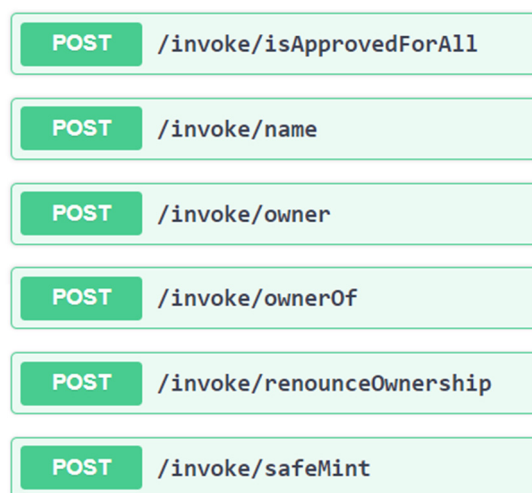 POST /invoke/isApprovedForAll
POST /invoke/name
POST /invoke/owner
POST /invoke/ownerOf
POST /invoke/renounceOwnership
POST /invoke/safeMint